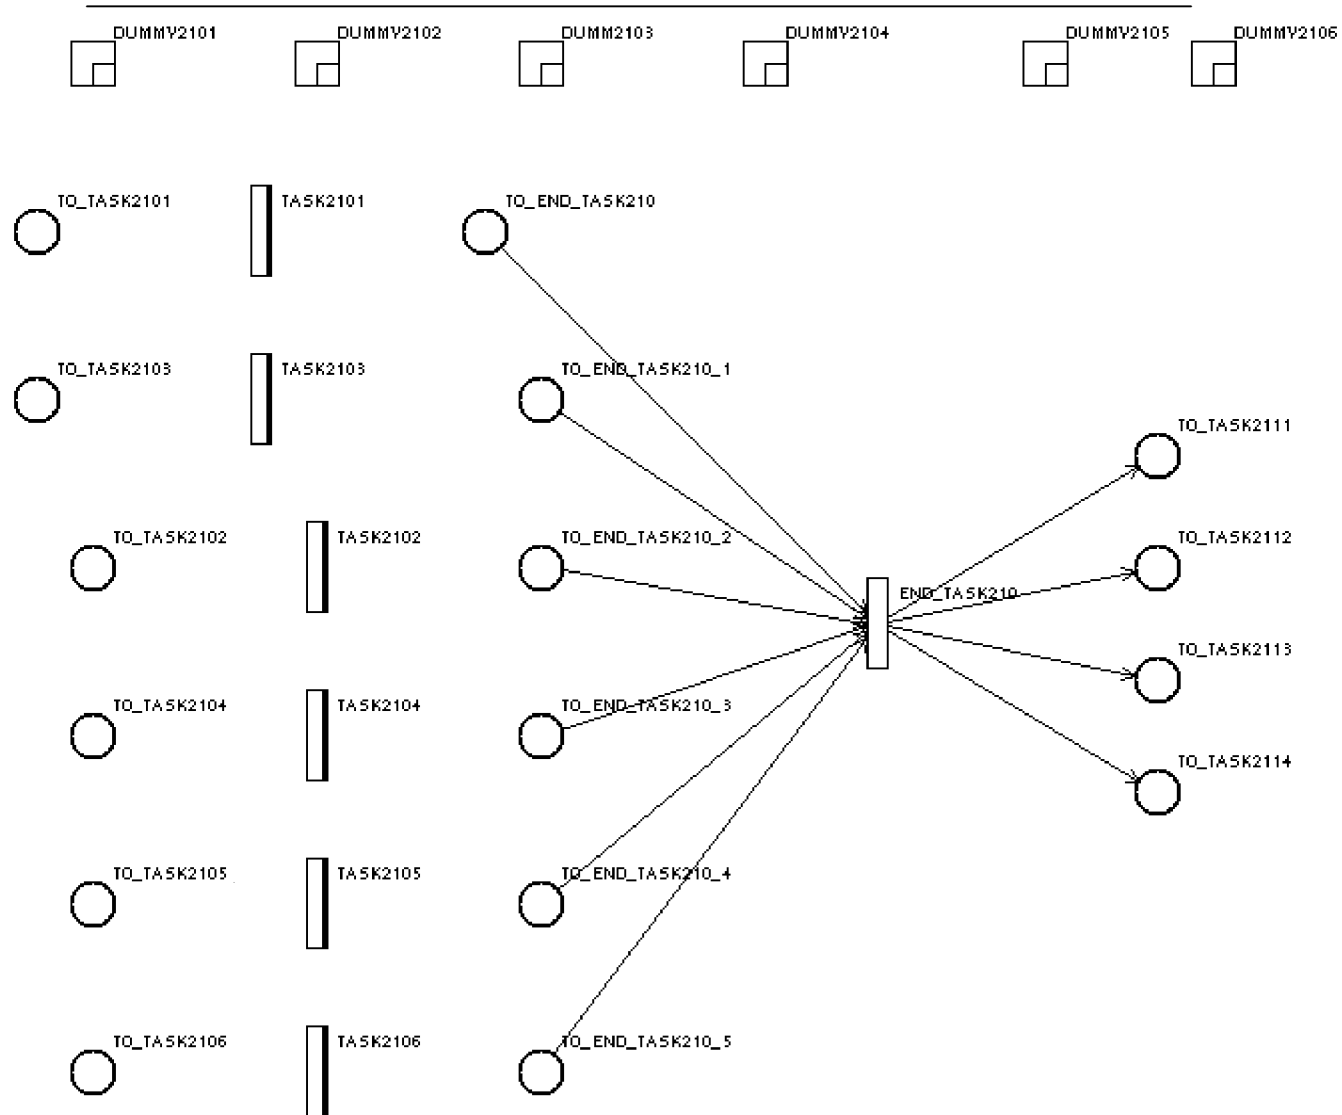 DUMMY2101 DUMMY2102 DUMM2103 DUMMY2104 DUMMY2105 DUMMY2106
TO_TASK2101 TASK2101 TO_END_TASK210
TO_TASK2103 TASK2103 TO_END_TASK210_1
TO_TASK2111
TO_TASK2102 TASK2102 TO_END_TASK210_2 TO_TASK2112
END_TASK210
TO_TASK2113
TO_TASK2104 TASK2104 TO_END_TASK210_3
TO_TASK2114
TO_TASK2105 TASK2105 TO_END_TASK210_4
TO_TASK2106 TASK2106 TO_END_TASK210_5